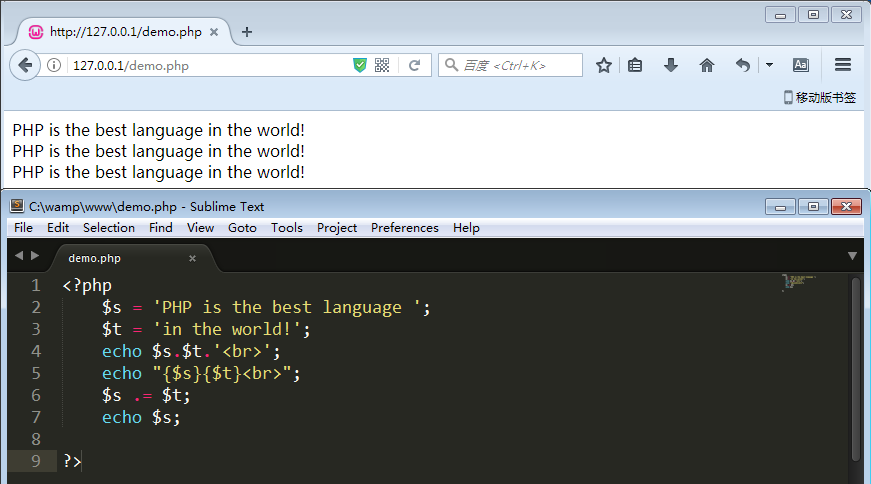 http://127.0.0.1/demo.php
127.0.0.1/demo.php
百度 <Ctrl+K>
移动版书签
PHP is the best language in the world!
PHP is the best language in the world!
PHP is the best language in the world!
C:\wamp\www\demo.php - Sublime Text
File Edit Selection Find View Goto Tools Project Preferences Help
demo.php
1 <?php
2 $s = 'PHP is the best language ';
3 $t = 'in the world!';
4 echo $s.$t.'<br>';
5 echo "{$s}{$t}<br>";
6 $s .= $t;
7 echo $s;
8
9 ?>